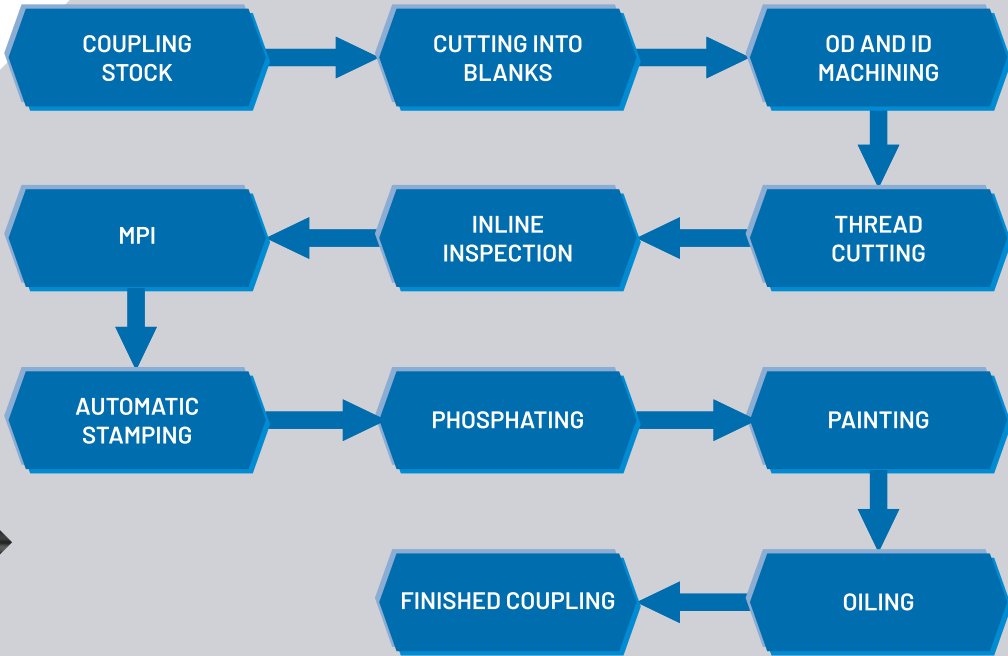 COUPLING
STOCK
CUTTING INTO
BLANKS
OD AND ID
MACHINING
THREAD
CUTTING
INLINE
INSPECTION
MPI
AUTOMATIC
STAMPING
PHOSPHATING
PAINTING
OILING
FINISHED COUPLING